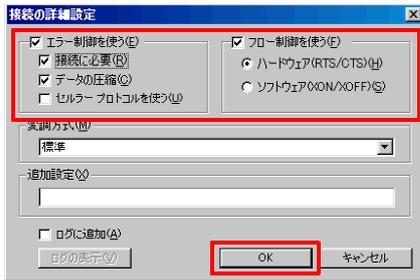 接続の詳細設定
エラー制御を使う(E)
接続に必要(R)
データの圧縮(C)
セルラー プロトコルを使う(U)
フロー制御を使う(F)
ハードウェア(RTS/CTS)(H)
ソフトウェア(XON/XOFF)(S)
変調方式(M)
標準
追加設定(X)
ログに追加(A)
ログの表示(V)
OK
キャンセル